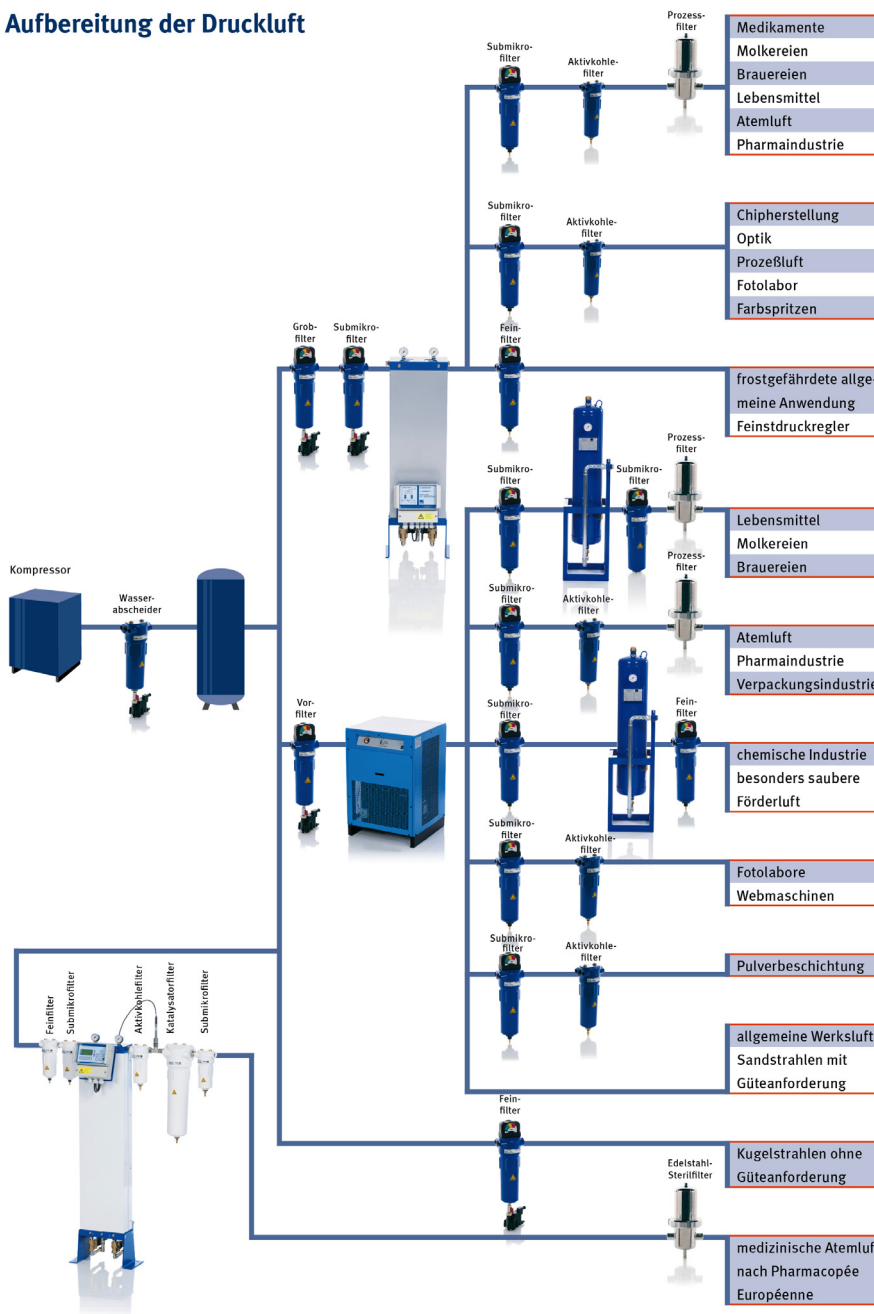 Aufbereitung der Druckluft
Prozess-
filter
Submikro-
filter
Aktivkohle-
filter
Medikamente
Molkereien
Brauereien
Lebensmittel
Atemluft
Pharmaindustrie
Submikro-
filter
Aktivkohle-
filter
Chipherstellung
Optik
Prozeßluft
Fotolabor
Farbspritzen
Grob-
filter
Submikro-
filter
Fein-
filter
frostgefährdete allge-
meine Anwendung
Feinstdruckregler
Submikro-
filter
Submikro-
filter
Prozess-
filter
Lebensmittel
Molkereien
Brauereien
Kompressor
Wasser-
abscheider
Submikro-
filter
Aktivkohle-
filter
Prozess-
filter
Atemluft
Pharmaindustrie
Verpackungsindustrie
Vor-
filter
Submikro-
filter
Fein-
filter
chemische Industrie
besonders saubere
Förderluft
Submikro-
filter
Aktivkohle-
filter
Fotolabore
Webmaschinen
Submikro-
filter
Aktivkohle-
filter
Pulverbeschichtung
Feinfilter
Submikrofilter
Aktivkohlefilter
Katalysatorfilter
Submikrofilter
allgemeine Werksluft
Sandstrahlen mit
Güteanforderung
Fein-
filter
Kugelstrahlen ohne
Güteanforderung
Edelstahl-
Sterilfilter
medizinische Atemluf
nach Pharmacopée
Européenne